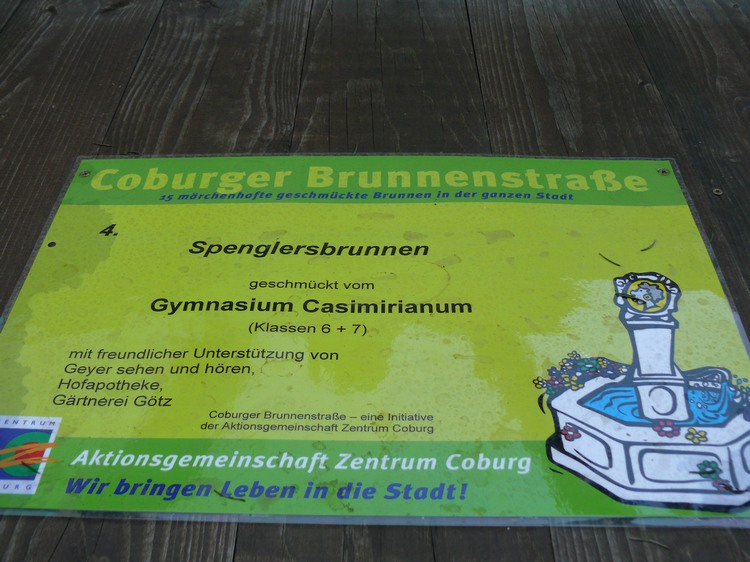 Coburger Brunnenstraße
15 märchenhafte geschmückte Brunnen in der ganzen Stadt
4.
Spenglersbrunnen
geschmückt vom
Gymnasium Casimirianum
(Klassen 6 + 7)
mit freundlicher Unterstützung von
Geyer sehen und hören,
Hofapotheke,
Gärtnerei Götz
Coburger Brunnenstraße – eine Initiative
der Aktionsgemeinschaft Zentrum Coburg
ENTRUM
BURG
Aktionsgemeinschaft Zentrum Coburg
Wir bringen Leben in die Stadt!